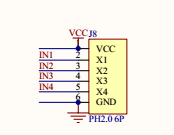 VCC J8
VCC
IN1 2 X1
IN2 3 X2
IN3 4 X3
IN4 5 X4
6 GND
PH2.0 6P